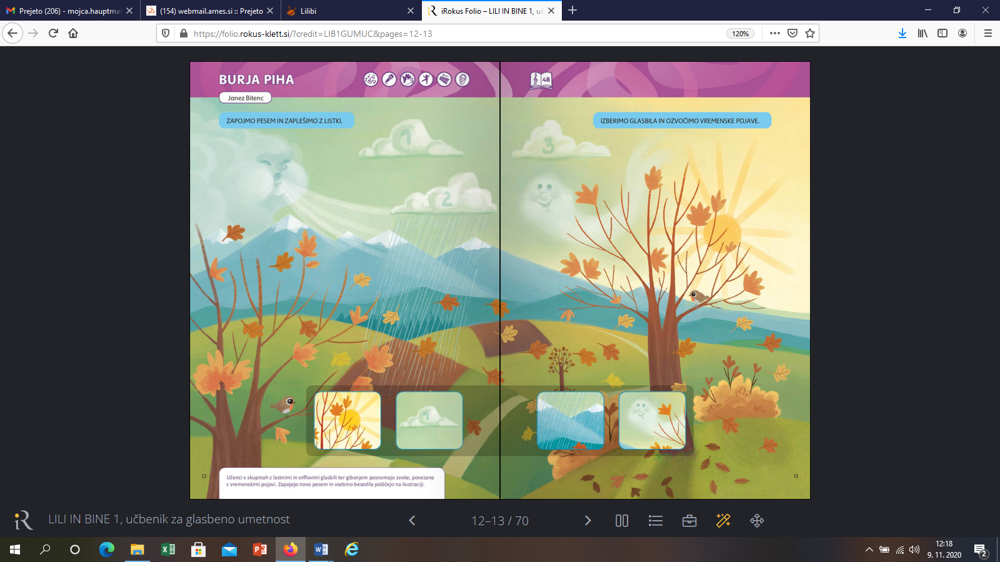 Prejeto (206) - mojca.hauptma
(154) webmail.arnes.si :: Prejeto
Lilibi
iRokus Folio – LILI IN BINE 1, uč
https://folio.rokus-klett.si/?credit=LIB1GUMUC&pages=12-13
120%
BURJA PIHA
48
Janez Bitenc
ZAPOJMO PESEM IN ZAPLEŠIMO Z LISTKI.
IZBERIMO GLASBILA IN OZVOČIMO VREMENSKE POJAVE.
1
3
2
1
12
Učenci v skupinah z lastnimi in orffovimi glasbili ter gibanjem posnemajo zvoke, povezane
z vremenskimi pojavi. Zapojejo novo pesem in vsebino besedila poiščejo na ilustraciji.
13
iR
LILI IN BINE 1, učbenik za glasbeno umetnost
12–13 / 70
12:18
9. 11. 2020
2